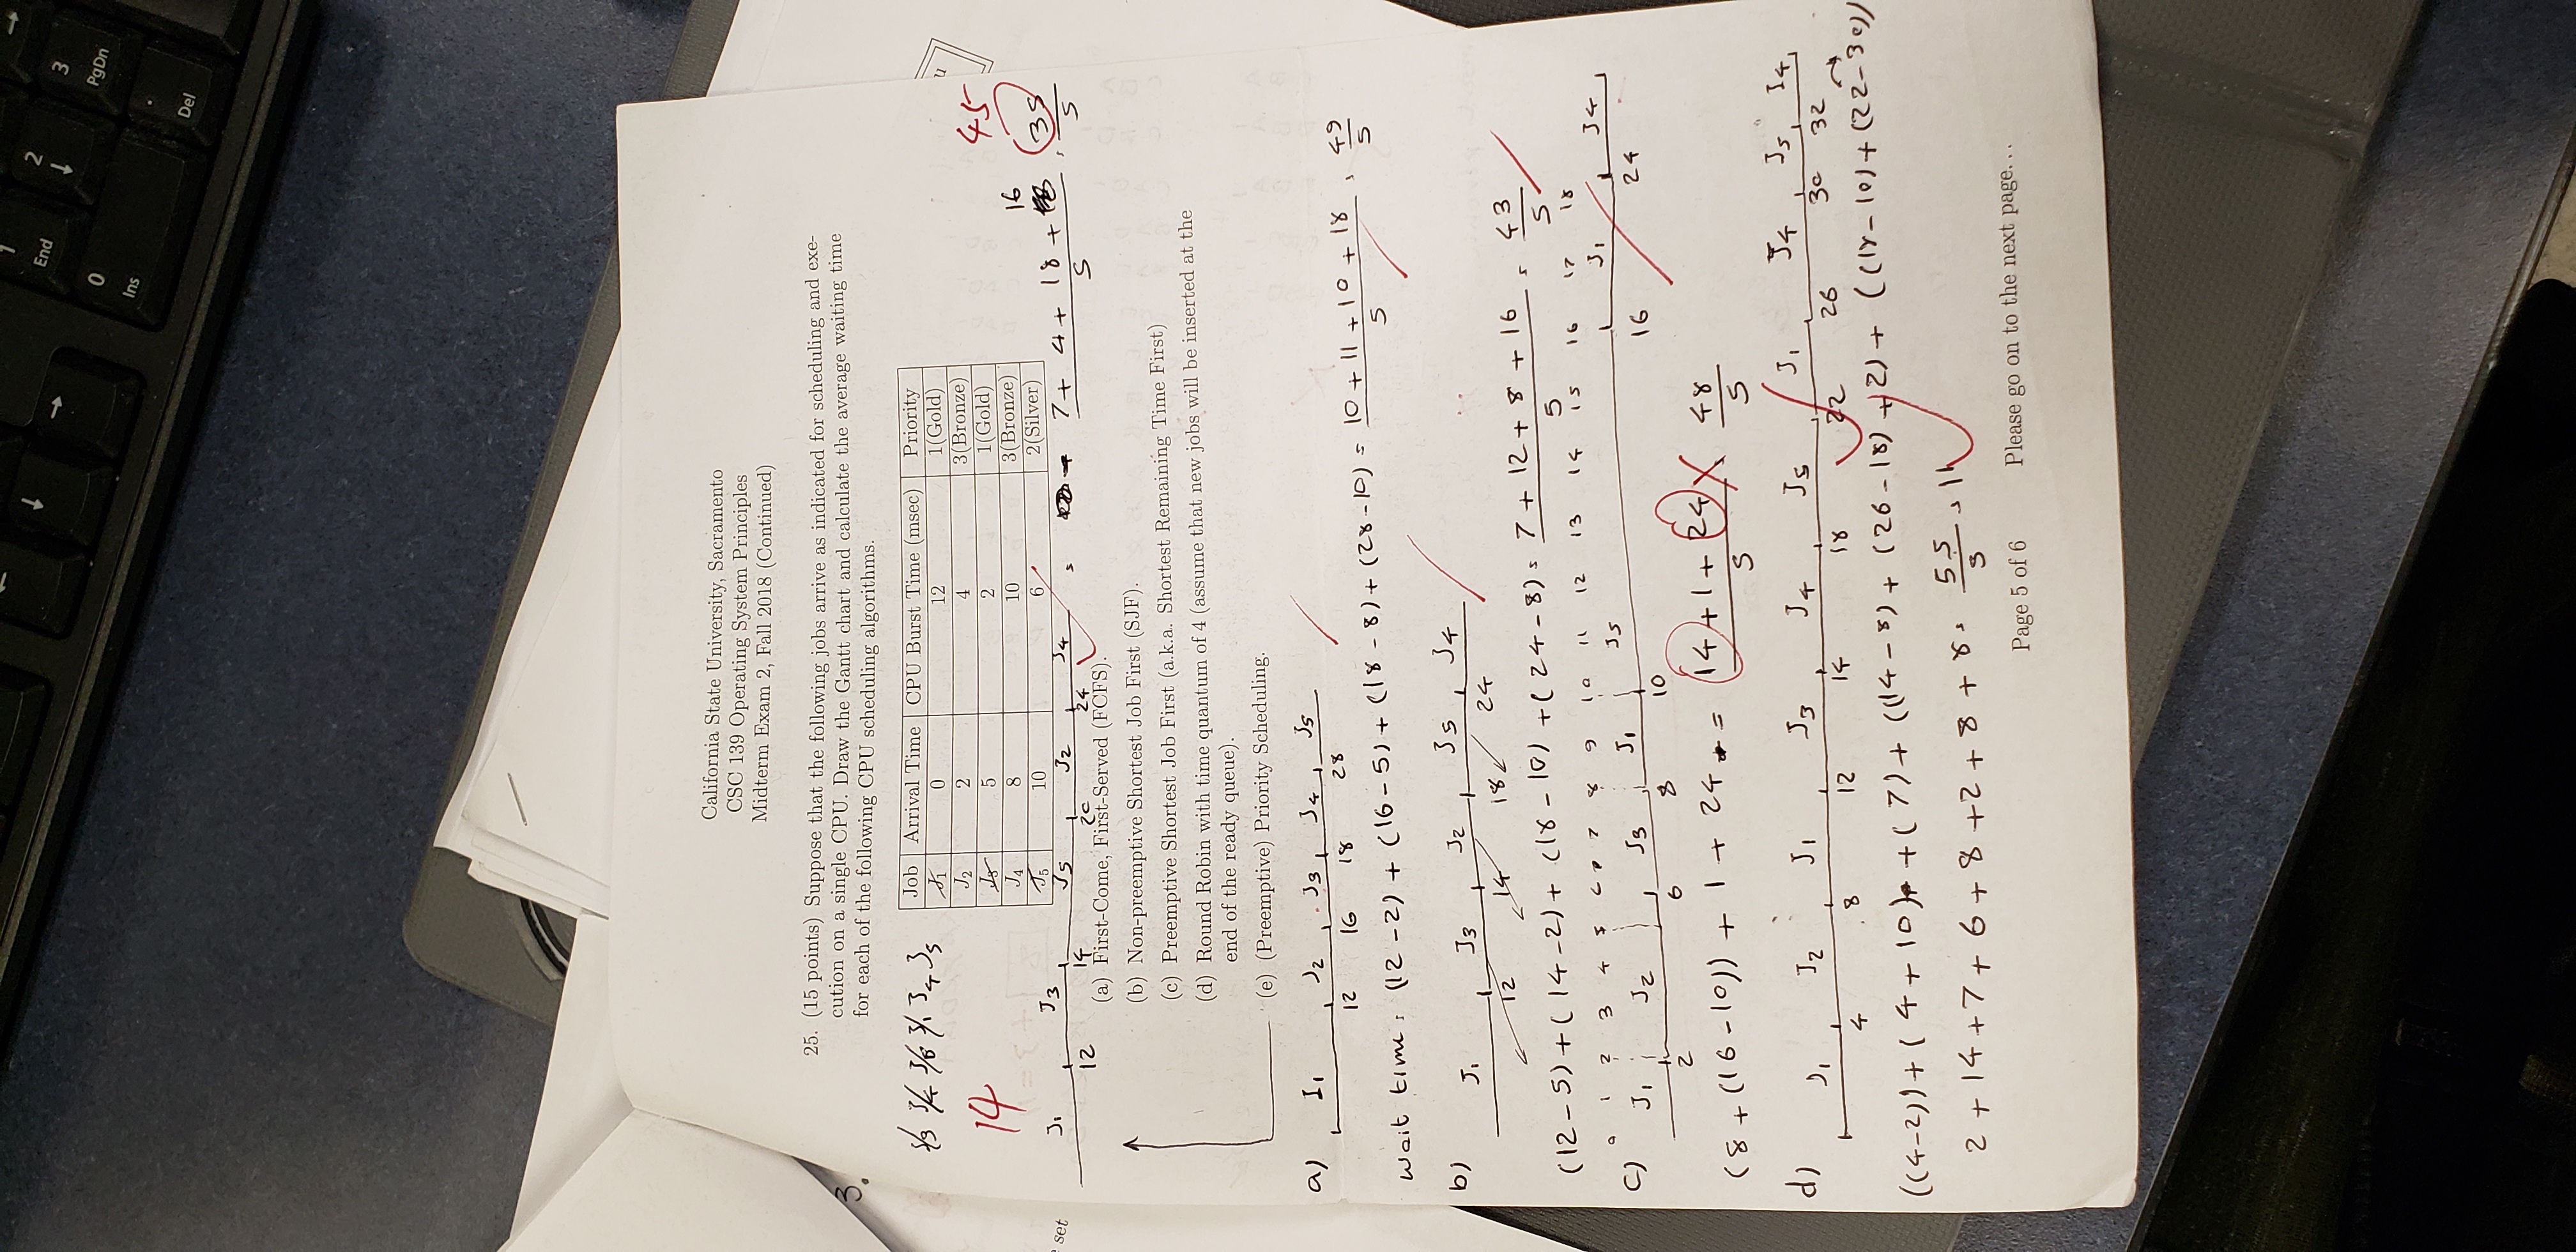 1
End
2
↓
3
PgDn
0
Ins
.
Del
←
↓
→
→
3.
California State University, Sacramento
CSC 139 Operating System Principles
Midterm Exam 2, Fall 2018 (Continued)
25. (15 points) Suppose that the following jobs arrive as indicated for scheduling and exe-
cution on a single CPU. Draw the Gantt chart and calculate the average waiting time
for each of the following CPU scheduling algorithms.
J4 J5
14
Job Arrival Time CPU Burst Time (msec) Priority
J1 0 12 1(Gold)
J2 2 4 3(Bronze)
J3 5 2 1(Gold)
J4 8 10 3(Bronze)
J5 10 6 2(Silver)
u
45
e set
J1 J3 J5 J2 J4
12 14 20 24
16
7 + 4 + 18 + 35
5 5
(a) First-Come, First-Served (FCFS).
(b) Non-preemptive Shortest Job First (SJF).
(c) Preemptive Shortest Job First (a.k.a. Shortest Remaining Time First)
(d) Round Robin with time quantum of 4 (assume that new jobs will be inserted at the
end of the ready queue).
(e) (Preemptive) Priority Scheduling.
a) J1 J2 J3 J4 J5
12 16 18 28
wait time: (12-2) + (16-5) + (18-8) + (28-10) = 10 + 11 + 10 + 18 = 49
5 5
b) J1 J3 J2 J5 J4
12 14 18 24
(12-5) + (14-2) + (18-10) + (24-8) = 7 + 12 + 8 + 16 = 43
5 5
0 1 2 3 4 5 6 7 8 9 10 11 12 13 14 15 16 17 18
c) J1 J2 J3 J1 J5 J1 J4
2 6 8 10 16 24
(8 + (16-10)) + 1 + 24 = 14 + 1 + 24 48
5 5
d) J1 J2 J1 J3 J4 J5 J1 J4 J5 J4
4 8 12 14 18 22 26 30 32
((4-2)) + (4+10) + (7) + ((14-8) + (26-18) + 2) + ((18-10) + (22-30))
2 + 14 + 7 + 6 + 8 + 2 + 8 + 8 = 55 = 11
5
Page 5 of 6 Please go on to the next page...